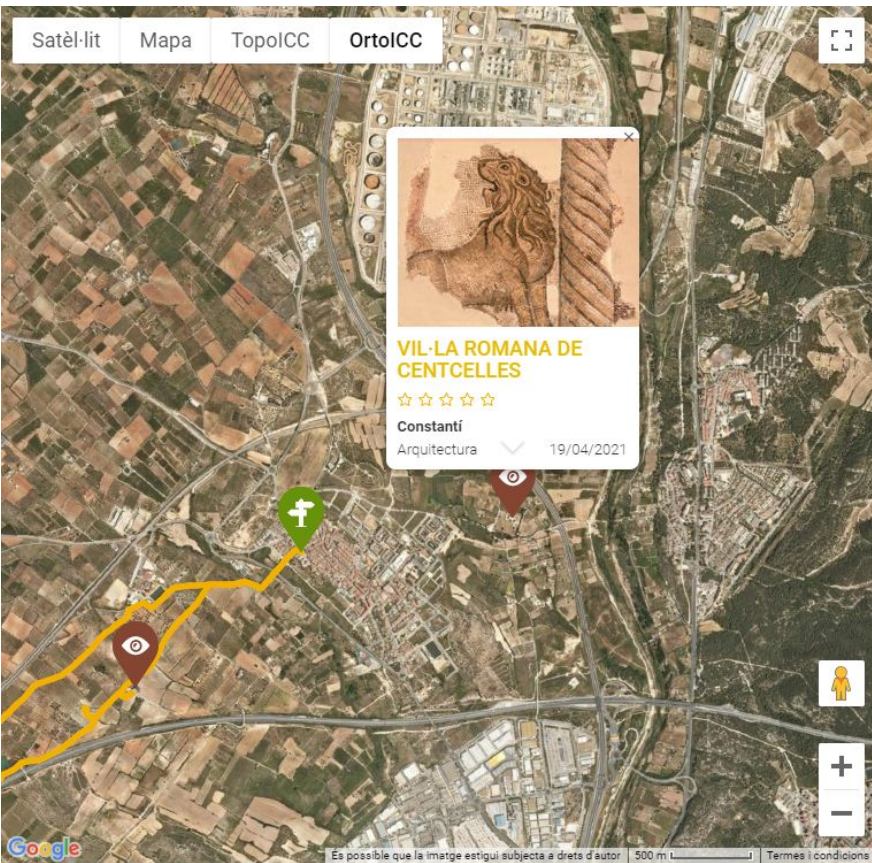 Satèl·lit
Mapa
TopoICC
OrtoICC
VIL·LA ROMANA DE
CENTCELLES
Constantí
Arquitectura
19/04/2021
Google
És possible que la imatge estigui subjecta a drets d'autor
500 m
Termes i condicions